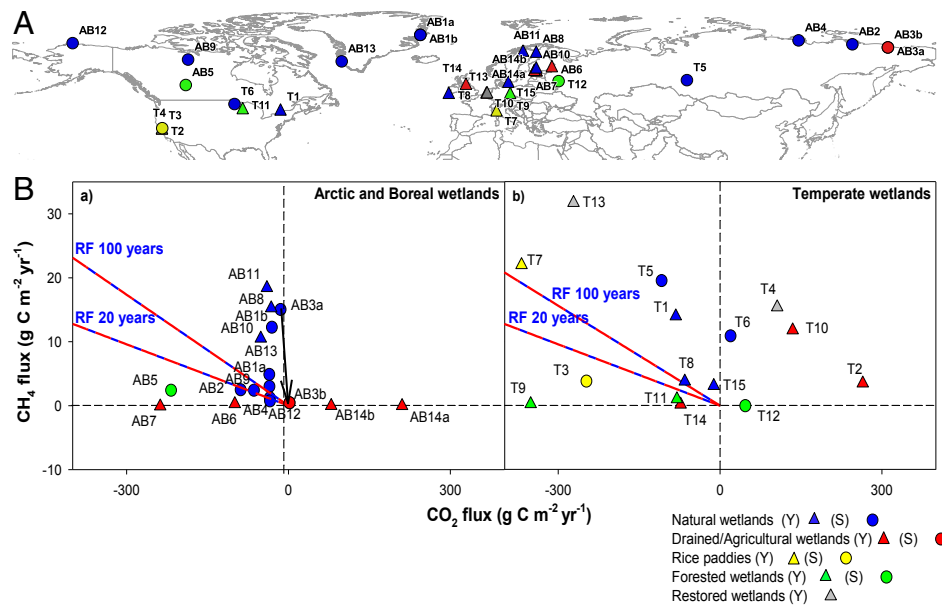 A
AB12
AB9
AB5
T6
T11
T1
T4
T3
T2
AB13
AB1a
AB1b
AB11
AB8
AB14b
AB10
T14
T13
AB14a
AB6
T8
T15
AB7
T12
T10
T9
T7
T5
AB4
AB2
AB3b
AB3a
B
a)
Arctic and Boreal wetlands
RF 100 years
RF 20 years
AB11
AB8
AB1b
AB3a
AB10
AB13
AB1a
AB9
AB2
AB5
AB3b
AB7
AB6
AB4
AB12
AB14b
AB14a
b)
Temperate wetlands
T13
T7
T5
T4
RF 100 years
T1
T6
T10
RF 20 years
T3
T8
T2
T9
T11
T15
T14
T12
30
20
10
0
-10
CH4 flux (g C m-2 yr-1)
-300
0
300
-300
0
300
CO2 flux (g C m-2 yr-1)
Natural wetlands (Y) (S)
Drained/Agricultural wetlands (Y) (S)
Rice paddies (Y) (S)
Forested wetlands (Y) (S)
Restored wetlands (Y)